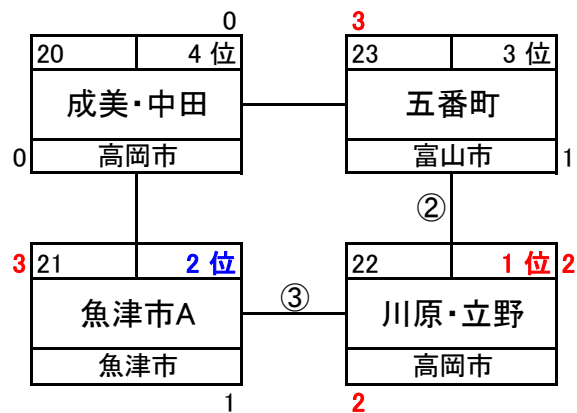 0 3
20 4 位 23 3 位
成美・中田 五番町
0 高岡市 富山市 1
②
3 21 2 位 22 1 位 2
魚津市A ③ 川原・立野
魚津市 高岡市
1 2